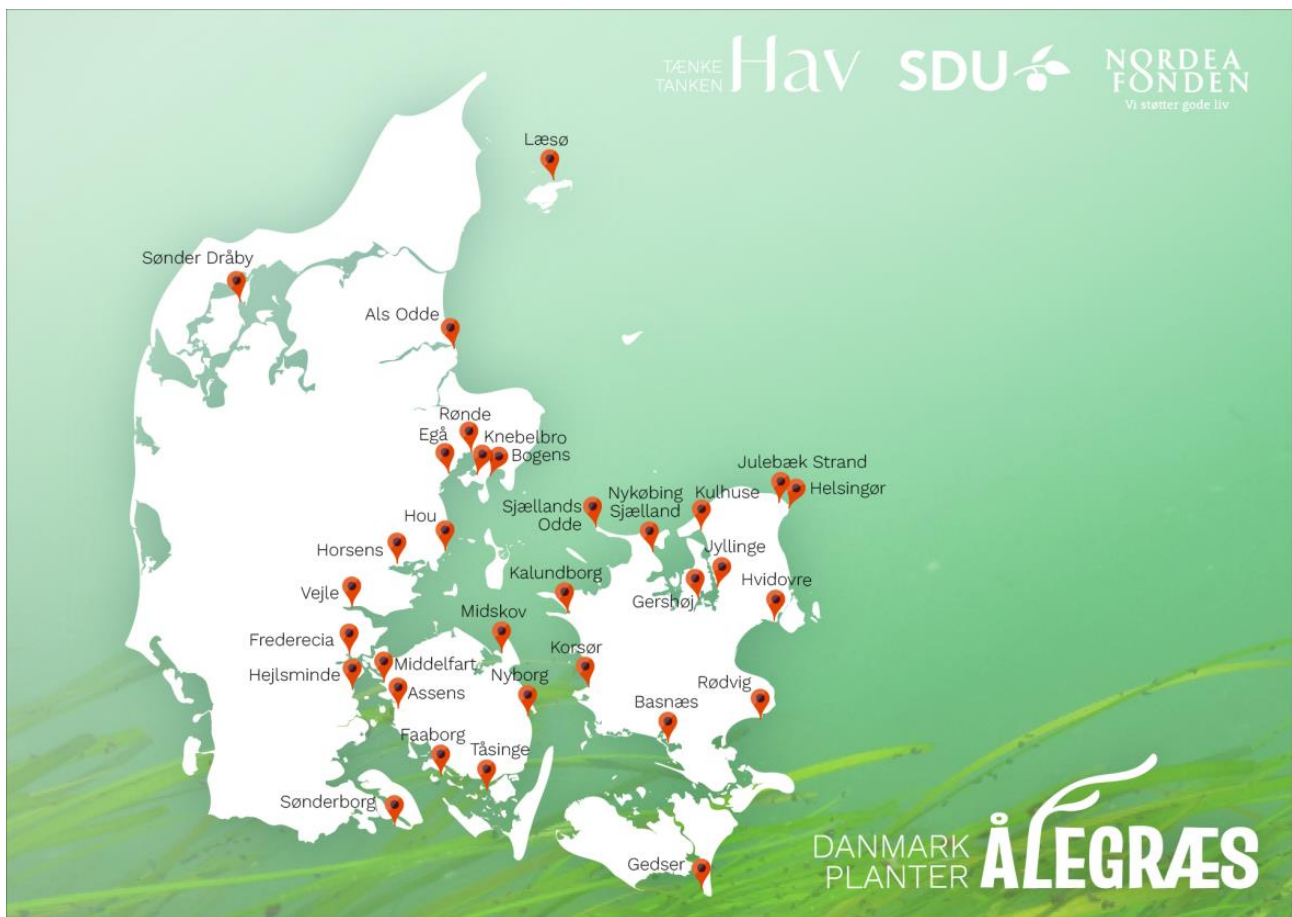 TÆNKE
TANKEN
Hav
SDU
NORDEA
FONDEN
Vi støtter gode liv
Læsø
Sønder Dråby
Als Odde
Rønde
Egå
Knebelbro
Bogens
Julebæk Strand
Helsingør
Sjællands
Odde
Nykøbing
Sjælland
Kulhuse
Hou
Horsens
Jyllinge
Kalundborg
Gershøj
Hvidovre
Vejle
Midskov
Frederecia
Korsør
Middelfart
Hejlsminde
Nyborg
Assens
Rødvig
Basnæs
Faaborg
Tåsinge
Sønderborg
Gedser
DANMARK
PLANTER
ÅLEGRÆS